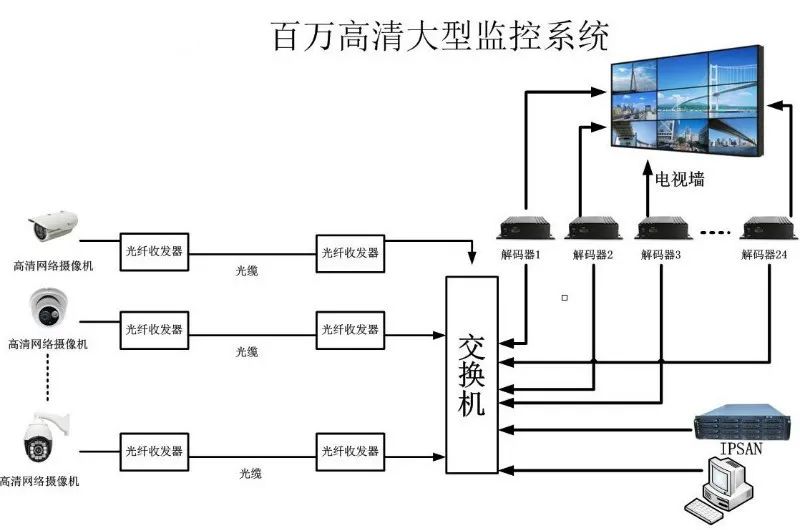 百万高清大型监控系统
电视墙
解码器1
解码器2
解码器3
解码器24
光纤收发器
光纤收发器
高清网络摄像机
光缆
光纤收发器
光纤收发器
高清网络摄像机
光缆
交换机
光纤收发器
光纤收发器
高清网络摄像机
光缆
IPSAN